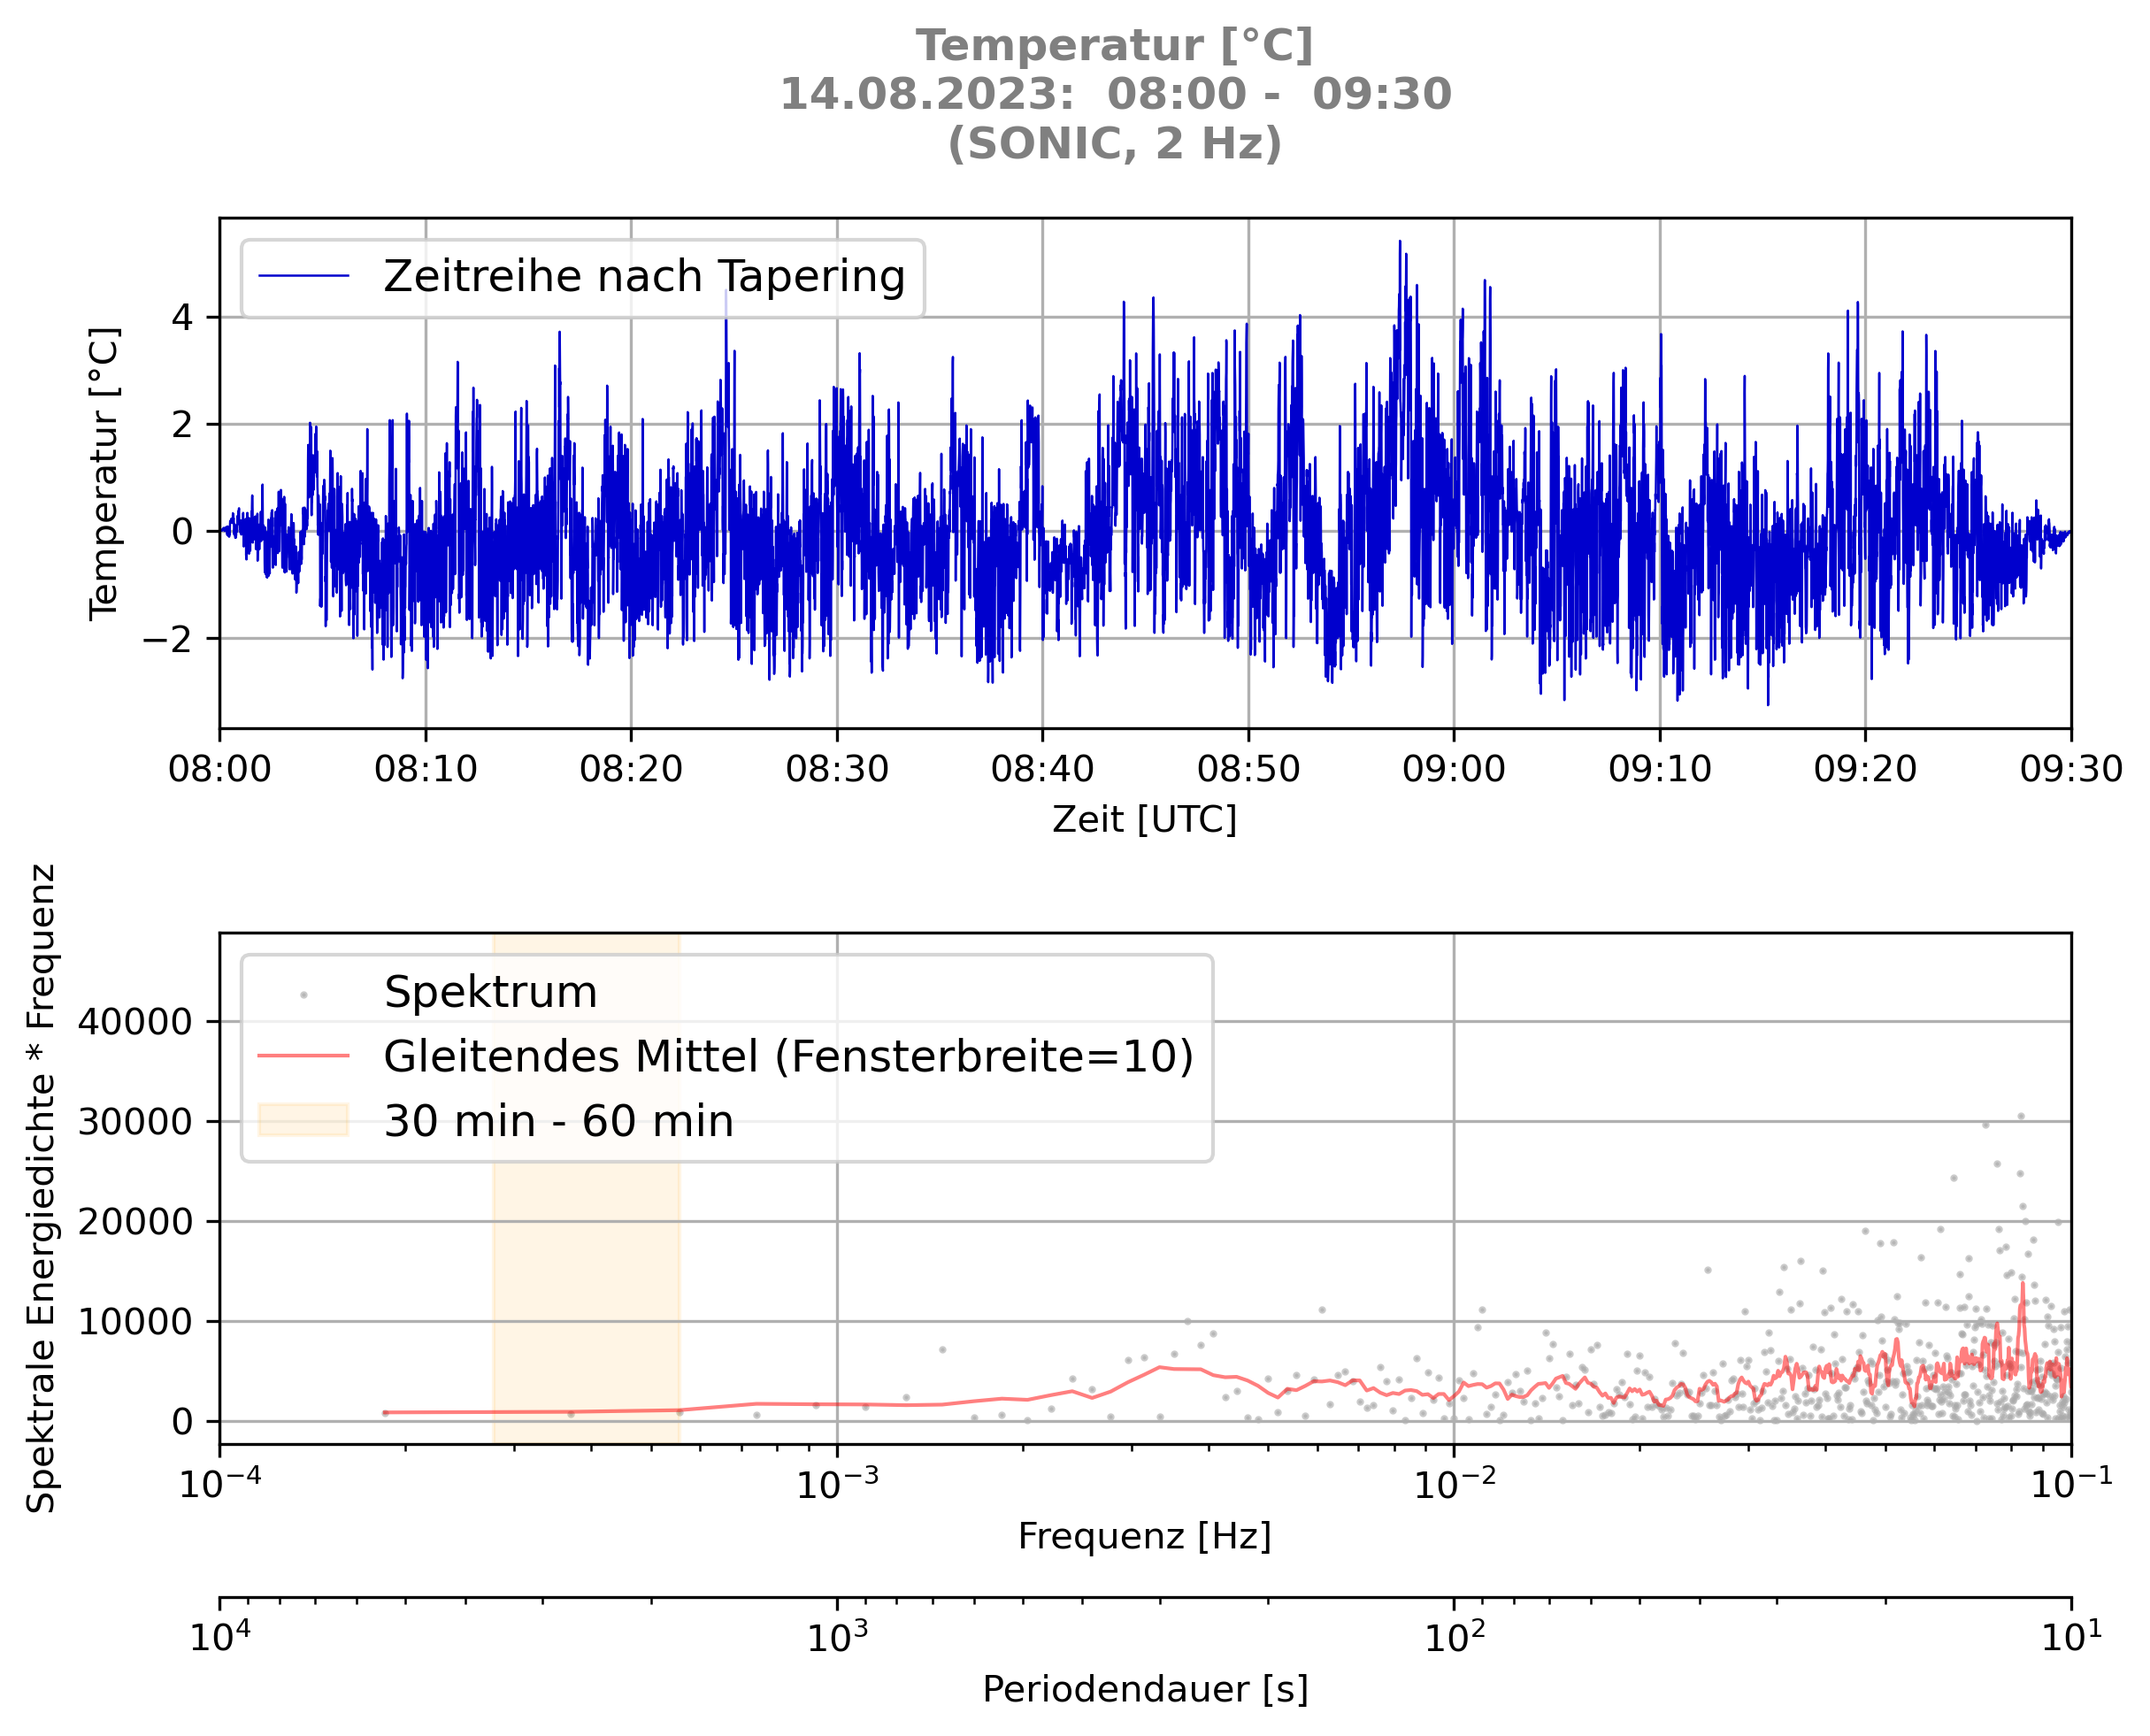 Temperatur [°C]
14.08.2023:  08:00 -  09:30
(SONIC, 2 Hz)
Zeitreihe nach Tapering
Temperatur [°C]
4
2
0
−2
08:00 08:10 08:20 08:30 08:40 08:50 09:00 09:10 09:20 09:30
Zeit [UTC]
Spektrum
Gleitendes Mittel (Fensterbreite=10)
30 min - 60 min
Spektrale Energiedichte * Frequenz
40000
30000
20000
10000
0
10⁻⁴ 10⁻³ 10⁻² 10⁻¹
Frequenz [Hz]
10⁴ 10³ 10² 10¹
Periodendauer [s]